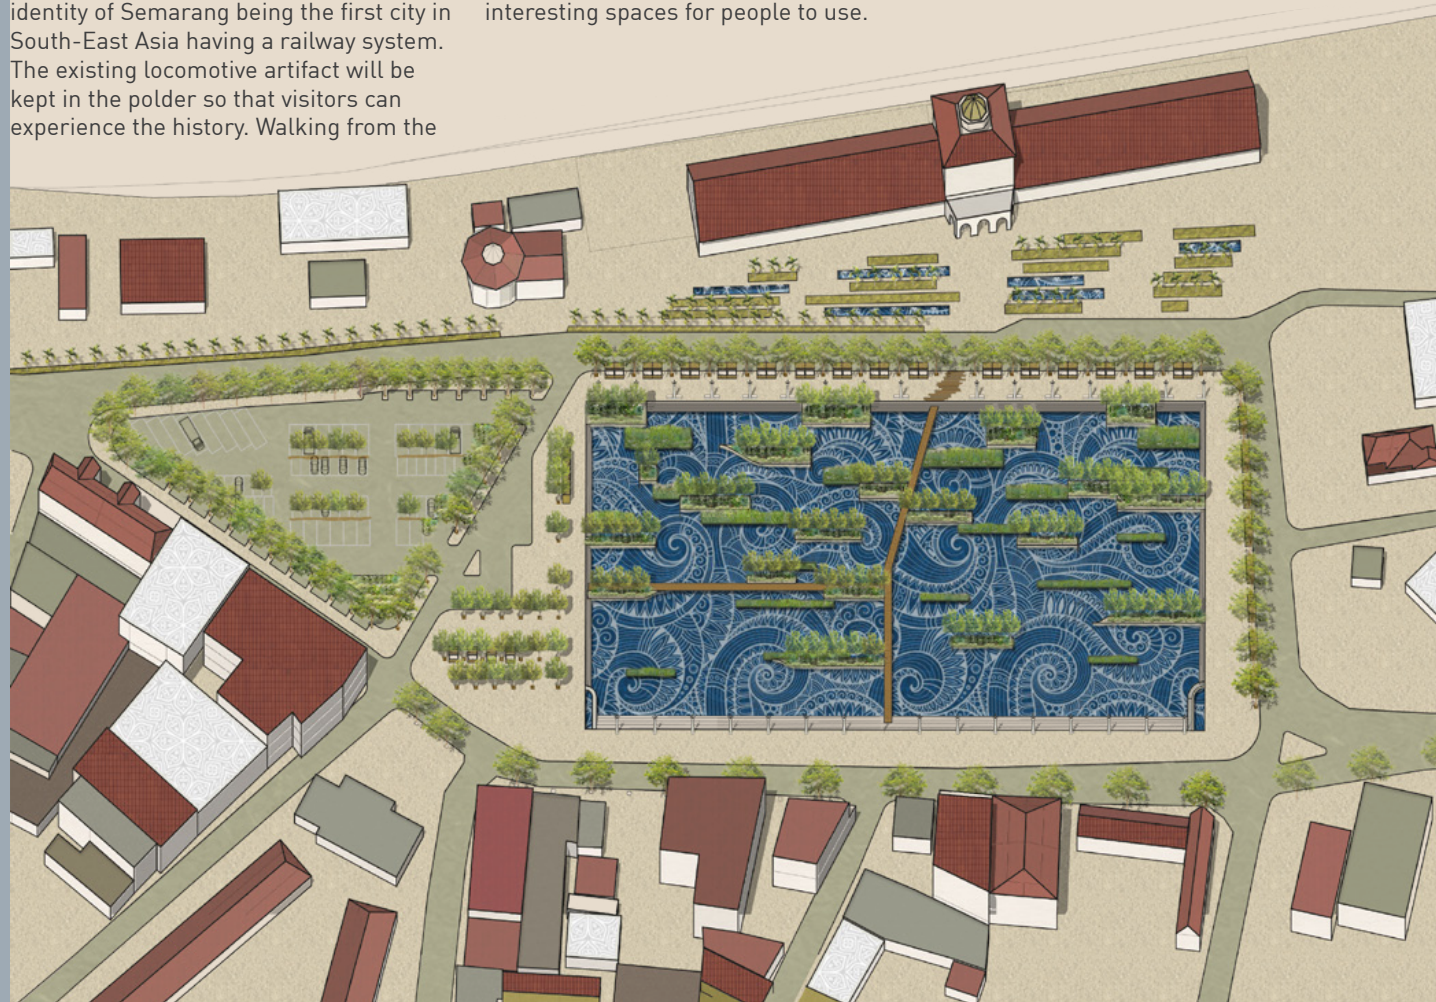 identity of Semarang being the first city in
South-East Asia having a railway system.
The existing locomotive artifact will be
kept in the polder so that visitors can
experience the history. Walking from the
interesting spaces for people to use.